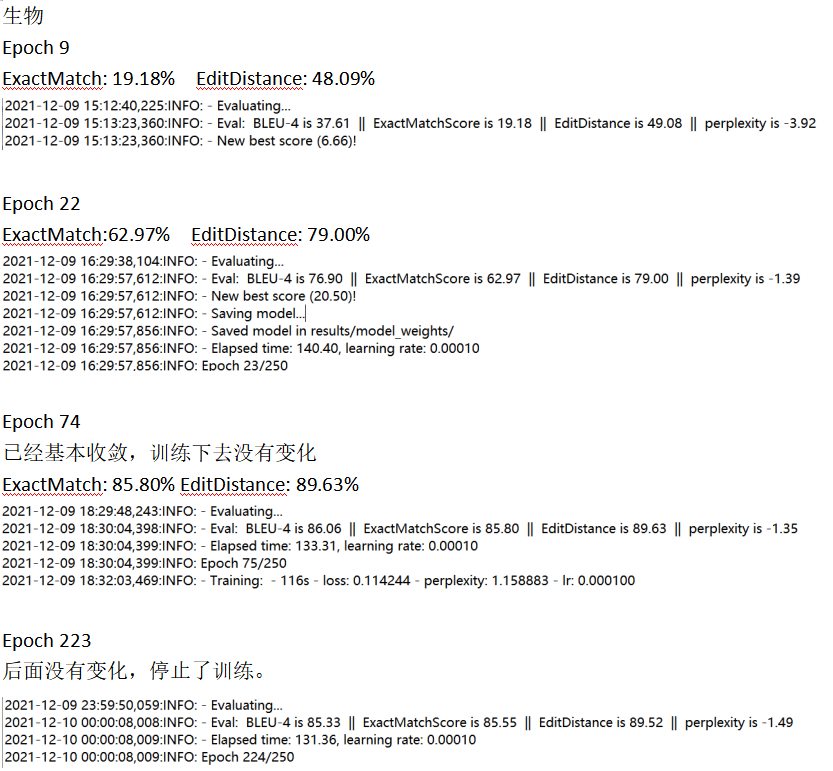 生物
Epoch 9
ExactMatch: 19.18% EditDistance: 48.09%
2021-12-09 15:12:40,225:INFO: - Evaluating...
2021-12-09 15:13:23,360:INFO: - Eval: BLEU-4 is 37.61 || ExactMatchScore is 19.18 || EditDistance is 49.08 || perplexity is -3.92
2021-12-09 15:13:23,360:INFO: - New best score (6.66)!
Epoch 22
ExactMatch:62.97% EditDistance: 79.00%
2021-12-09 16:29:38,104:INFO: - Evaluating...
2021-12-09 16:29:57,612:INFO: - Eval: BLEU-4 is 76.90 || ExactMatchScore is 62.97 || EditDistance is 79.00 || perplexity is -1.39
2021-12-09 16:29:57,612:INFO: - New best score (20.50)!
2021-12-09 16:29:57,612:INFO: - Saving model...
2021-12-09 16:29:57,856:INFO: - Saved model in results/model_weights/
2021-12-09 16:29:57,856:INFO: - Elapsed time: 140.40, learning rate: 0.00010
2021-12-09 16:29:57,856:INFO: Epoch 23/250
Epoch 74
已经基本收敛，训练下去没有变化
ExactMatch: 85.80% EditDistance: 89.63%
2021-12-09 18:29:48,243:INFO: - Evaluating...
2021-12-09 18:30:04,398:INFO: - Eval: BLEU-4 is 86.06 || ExactMatchScore is 85.80 || EditDistance is 89.63 || perplexity is -1.35
2021-12-09 18:30:04,399:INFO: - Elapsed time: 133.31, learning rate: 0.00010
2021-12-09 18:30:04,399:INFO: Epoch 75/250
2021-12-09 18:32:03,469:INFO: - Training: - 116s - loss: 0.114244 - perplexity: 1.158883 - lr: 0.000100
Epoch 223
后面没有变化，停止了训练。
2021-12-09 23:59:50,059:INFO: - Evaluating...
2021-12-10 00:00:08,008:INFO: - Eval: BLEU-4 is 85.33 || ExactMatchScore is 85.55 || EditDistance is 89.52 || perplexity is -1.49
2021-12-10 00:00:08,009:INFO: - Elapsed time: 131.36, learning rate: 0.00010
2021-12-10 00:00:08,009:INFO: Epoch 224/250